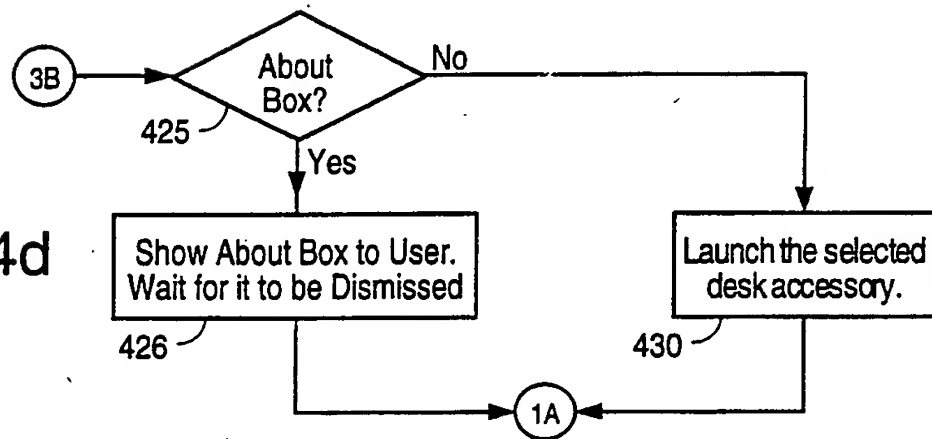 3B
About
Box?
No
425
Yes
4d
Show About Box to User.
Wait for it to be Dismissed
Launch the selected
desk accessory.
426
430
1A